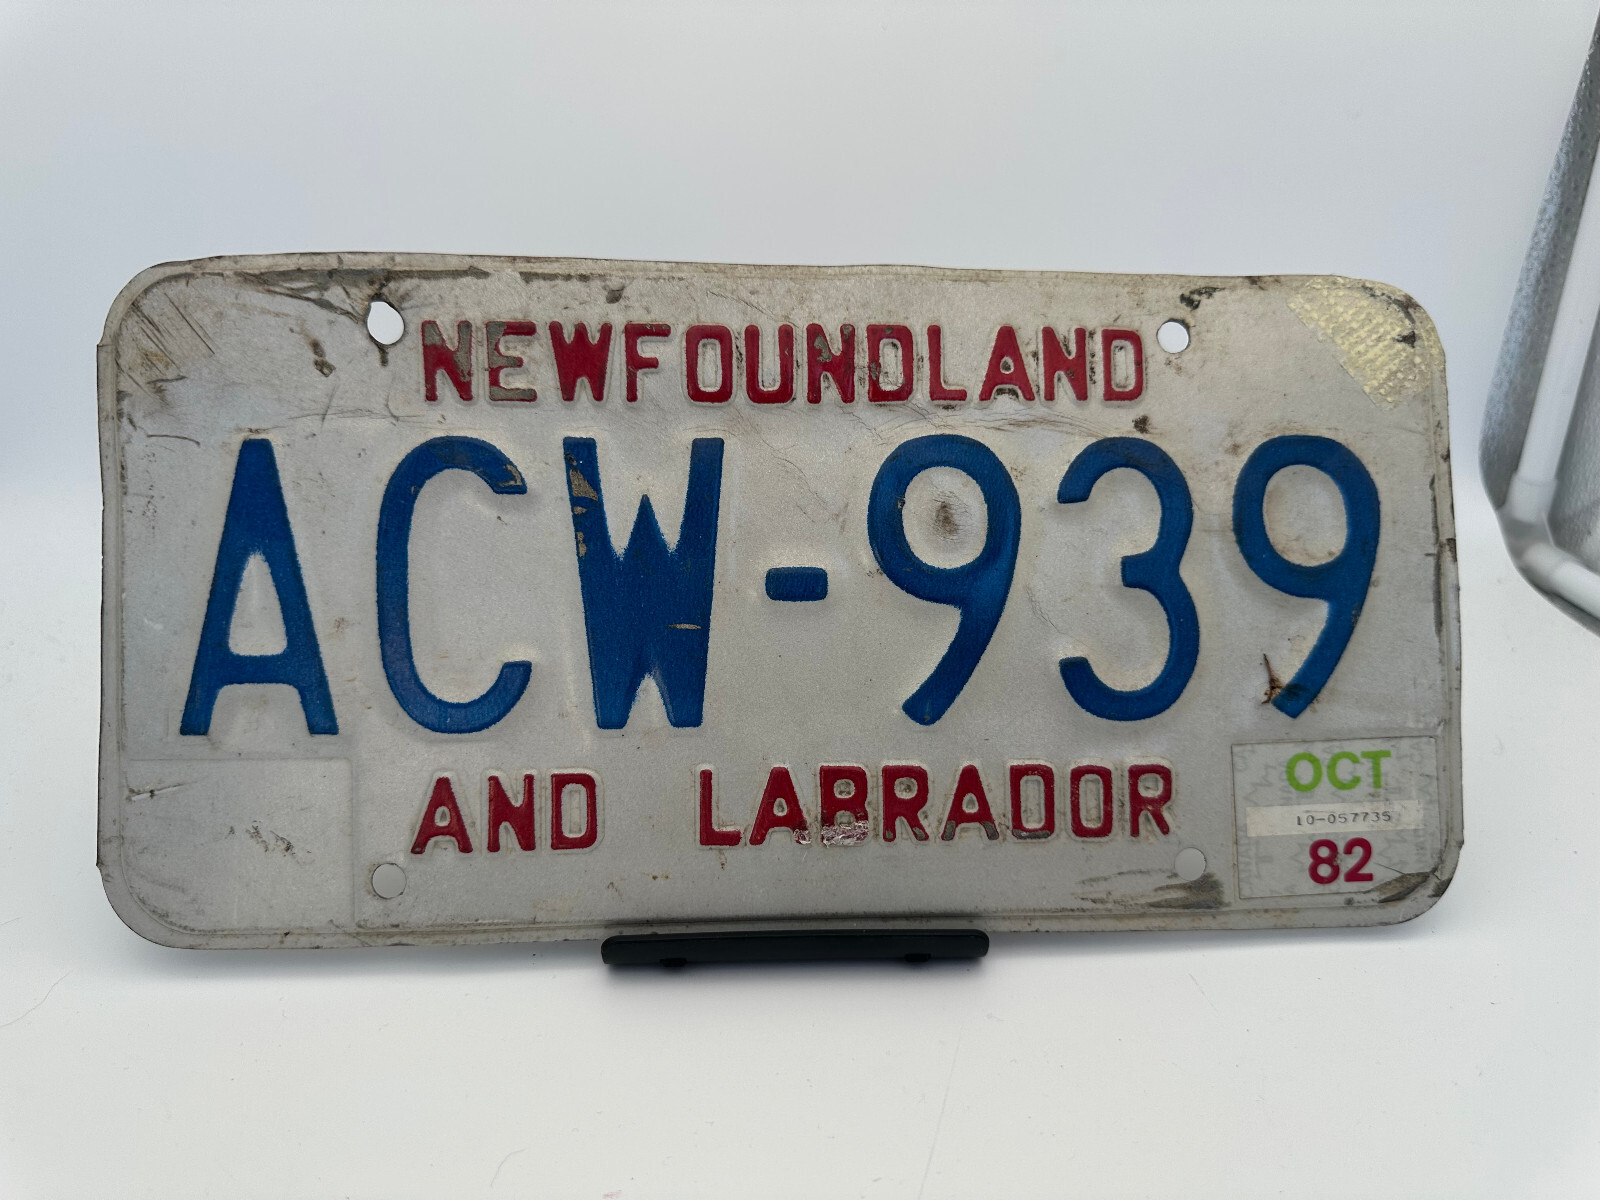 NEWFOUNDLAND
ACW-939
AND LABRADOR
OCT
10-057735
82